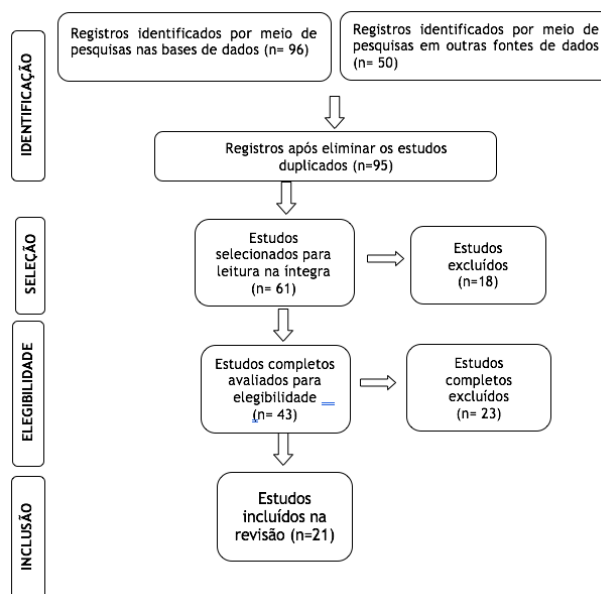 Registros identificados por meio de
pesquisas nas bases de dados (n= 96)
Registros identificados por meio de
pesquisas em outras fontes de dados
(n= 50)
IDENTIFICAÇÃO
Registros após eliminar os estudos
duplicados (n=95)
SELEÇÃO
Estudos
selecionados para
leitura na íntegra
(n= 61)
Estudos
excluídos
(n=18)
ELEGIBILIDADE
Estudos completos
avaliados para
elegibilidade
(n= 43)
Estudos
completos
excluídos
(n= 23)
INCLUSÃO
Estudos
incluídos na
revisão (n=21)